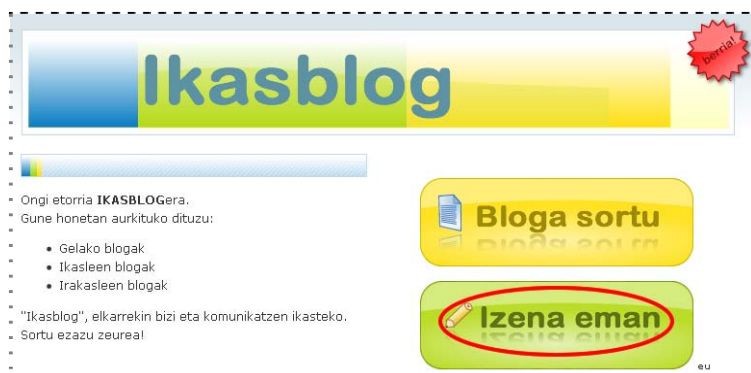 Ikasblog
berria!
Ongi etorria IKASBLOGera.
Gune honetan aurkituko dituzu:
Gelako blogak
Ikasleen blogak
Irakasleen blogak
"Ikasblog", elkarrekin bizi eta komunikatzen ikasteko.
Sortu ezazu zeurea!
Bloga sortu
Izena eman
eu